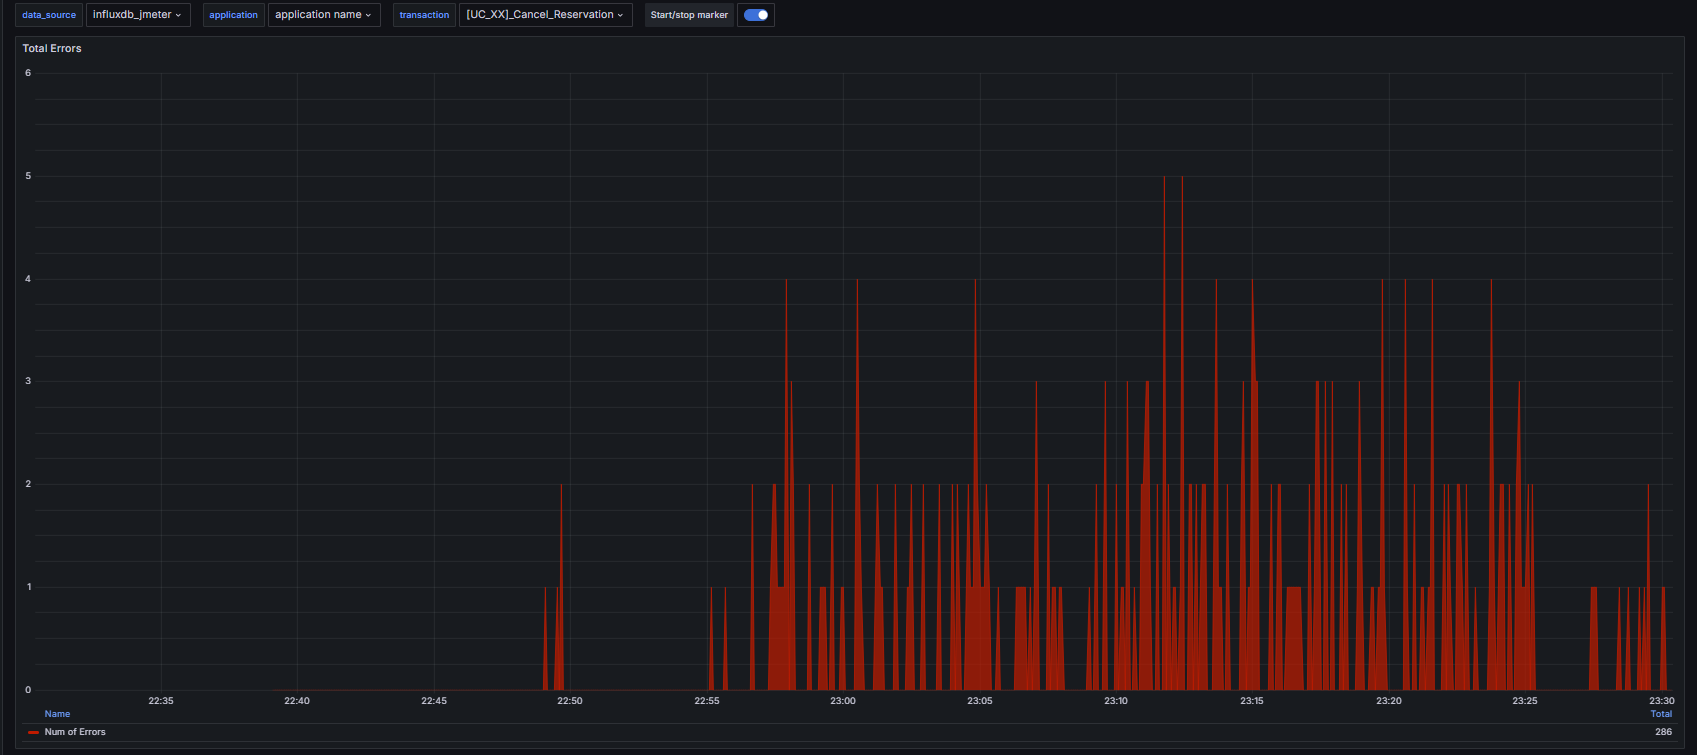 data_source influxdb_jmeter application application name transaction [UC_XX]_Cancel_Reservation Start/stop marker
Total Errors
6
5
4
3
2
1
0
22:35 22:40 22:45 22:50 22:55 23:00 23:05 23:10 23:15 23:20 23:25 23:30
Name Total
Num of Errors 286